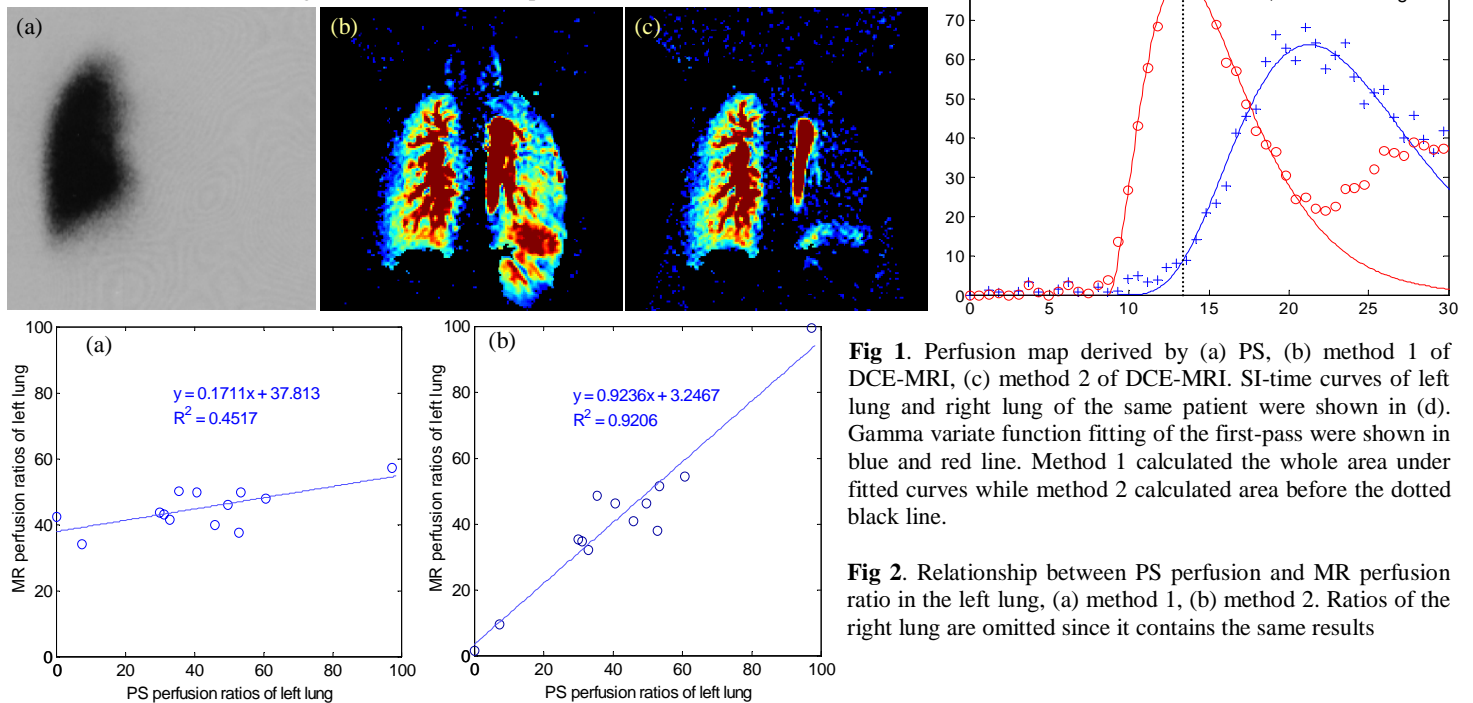 (a)
(b)
(c)
70
60
50
40
30
20
10
0
0 5 10 15 20 25 30
(a)
y = 0.1711x + 37.813
R² = 0.4517
100
80
60
40
20
0
MR perfusion ratios of left lung
0 20 40 60 80 100
PS perfusion ratios of left lung
(b)
y = 0.9236x + 3.2467
R² = 0.9206
100
80
60
40
20
0
MR perfusion ratios of left lung
0 20 40 60 80 100
PS perfusion ratios of left lung
Fig 1. Perfusion map derived by (a) PS, (b) method 1 of
DCE-MRI, (c) method 2 of DCE-MRI. SI-time curves of left
lung and right lung of the same patient were shown in (d).
Gamma variate function fitting of the first-pass were shown in
blue and red line. Method 1 calculated the whole area under
fitted curves while method 2 calculated area before the dotted
black line.
Fig 2. Relationship between PS perfusion and MR perfusion
ratio in the left lung, (a) method 1, (b) method 2. Ratios of the
right lung are omitted since it contains the same results